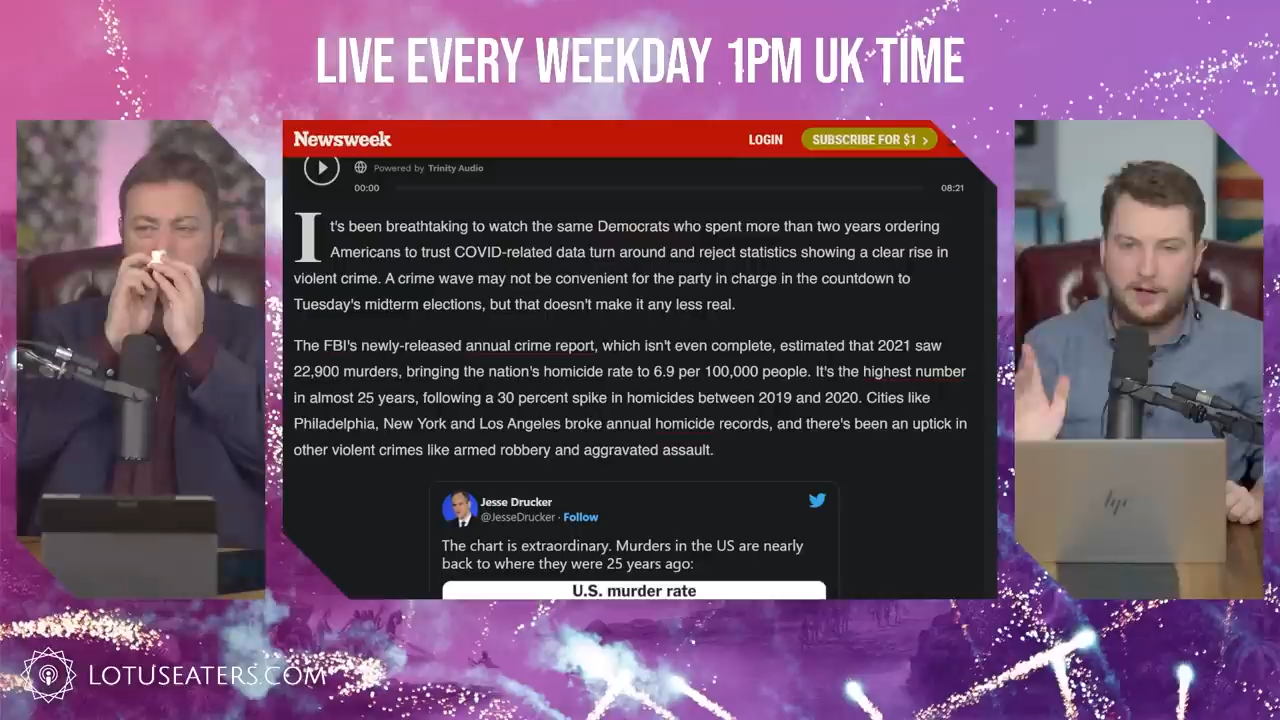 LIVE EVERY WEEKDAY 1PM UK TIME
Newsweek
LOGIN
SUBSCRIBE FOR $1 >
Powered by Trinity Audio
00:00
08:21
It's been breathtaking to watch the same Democrats who spent more than two years ordering
Americans to trust COVID-related data turn around and reject statistics showing a clear rise in
violent crime. A crime wave may not be convenient for the party in charge in the countdown to
Tuesday's midterm elections, but that doesn't make it any less real.
The FBI's newly-released annual crime report, which isn't even complete, estimated that 2021 saw
22,900 murders, bringing the nation's homicide rate to 6.9 per 100,000 people. It's the highest number
in almost 25 years, following a 30 percent spike in homicides between 2019 and 2020. Cities like
Philadelphia, New York and Los Angeles broke annual homicide records, and there's been an uptick in
other violent crimes like armed robbery and aggravated assault.
Jesse Drucker
@JesseDrucker · Follow
The chart is extraordinary. Murders in the US are nearly
back to where they were 25 years ago:
U.S. murder rate
hp
LOTUSEATERS.COM